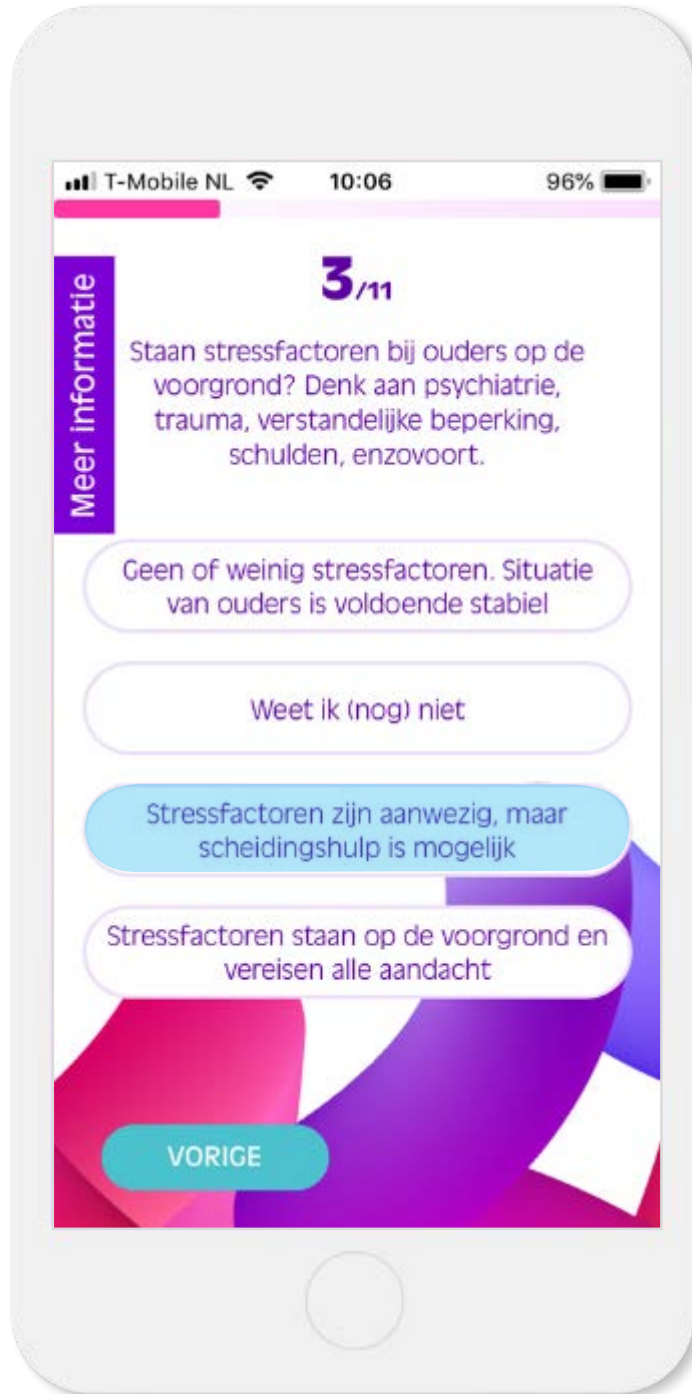 T-Mobile NL 10:06 96%
Meer informatie
3/11
Staan stressfactoren bij ouders op de
voorgrond? Denk aan psychiatrie,
trauma, verstandelijke beperking,
schulden, enzovoort.
Geen of weinig stressfactoren. Situatie
van ouders is voldoende stabiel
Weet ik (nog) niet
Stressfactoren zijn aanwezig, maar
scheidingshulp is mogelijk
Stressfactoren staan op de voorgrond en
vereisen alle aandacht
VORIGE